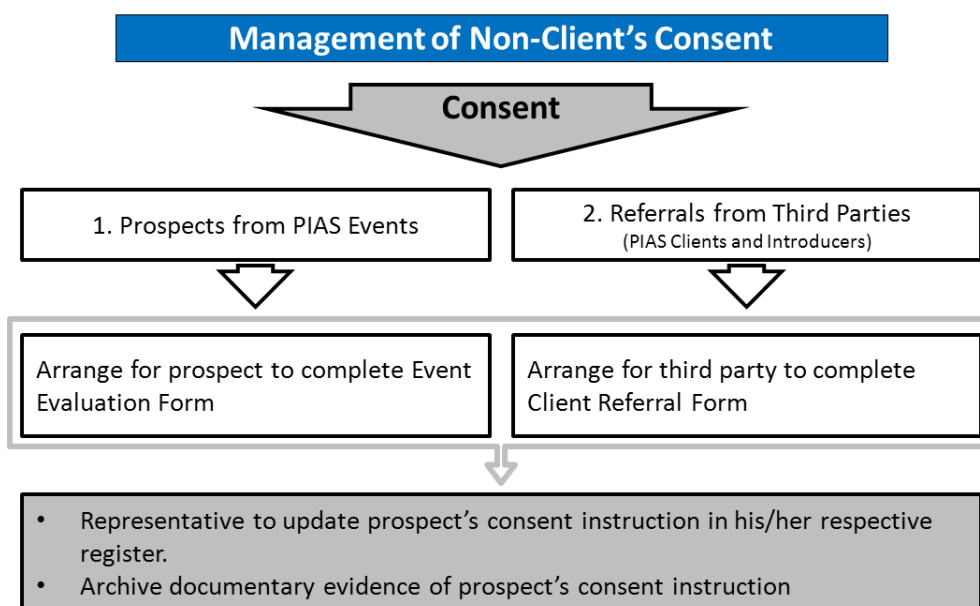 Management of Non-Client’s Consent
Consent
1. Prospects from PIAS Events
2. Referrals from Third Parties
(PIAS Clients and Introducers)
Arrange for prospect to complete Event
Evaluation Form
Arrange for third party to complete
Client Referral Form
• Representative to update prospect’s consent instruction in his/her respective
register.
• Archive documentary evidence of prospect’s consent instruction